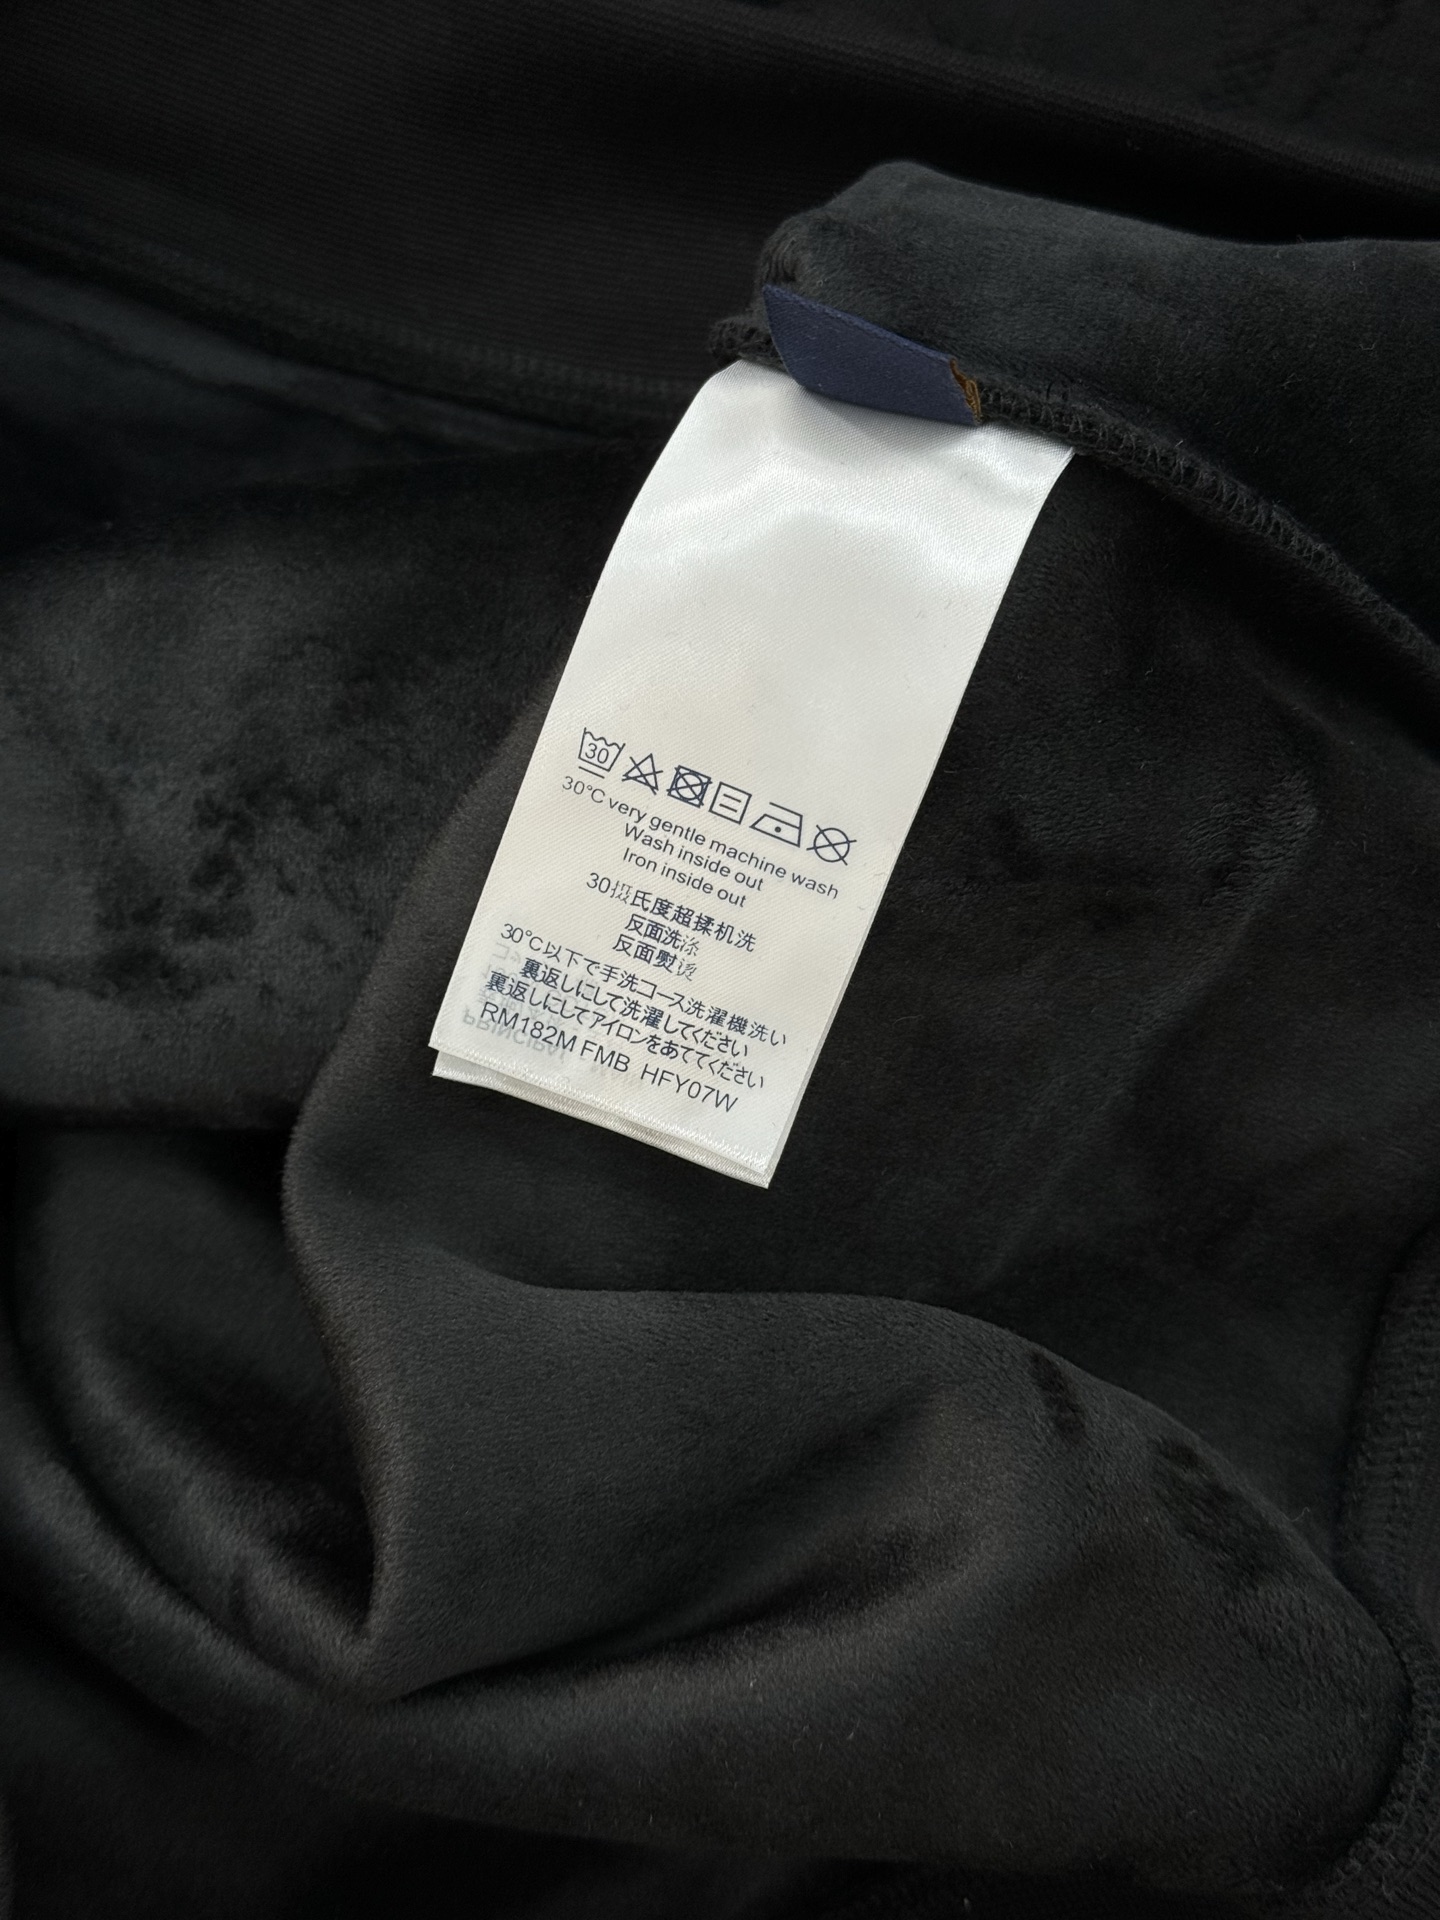 30
30°C very gentle machine wash
Wash inside out
Iron inside out
30摄氏度超揉机洗
反面洗涤
反面熨烫
30°C以下で手洗コース洗濯機洗い
裏返しにして洗濯してください
裏返しにしてアイロンをあててください
RM182M FMB HFY07W
PRINCIPAL